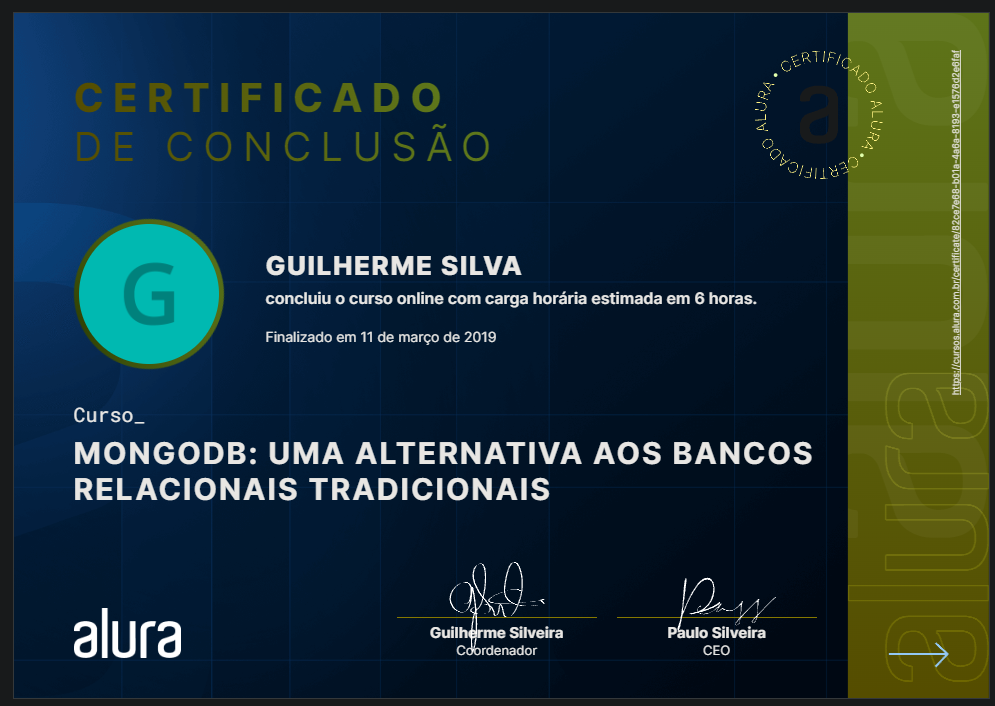 CERTIFICADO
DE CONCLUSÃO
CERTIFICADO ALURA • CERTIFICADO ALURA •
a
G
GUILHERME SILVA
concluiu o curso online com carga horária estimada em 6 horas.
Finalizado em 11 de março de 2019
Curso_
MONGODB: UMA ALTERNATIVA AOS BANCOS
RELACIONAIS TRADICIONAIS
alura
Guilherme Silveira
Coordenador
Paulo Silveira
CEO
https://cursos.alura.com.br/certificate/82ce7e68-b01a-4a6a-8193-e1576d2e6faf
alura